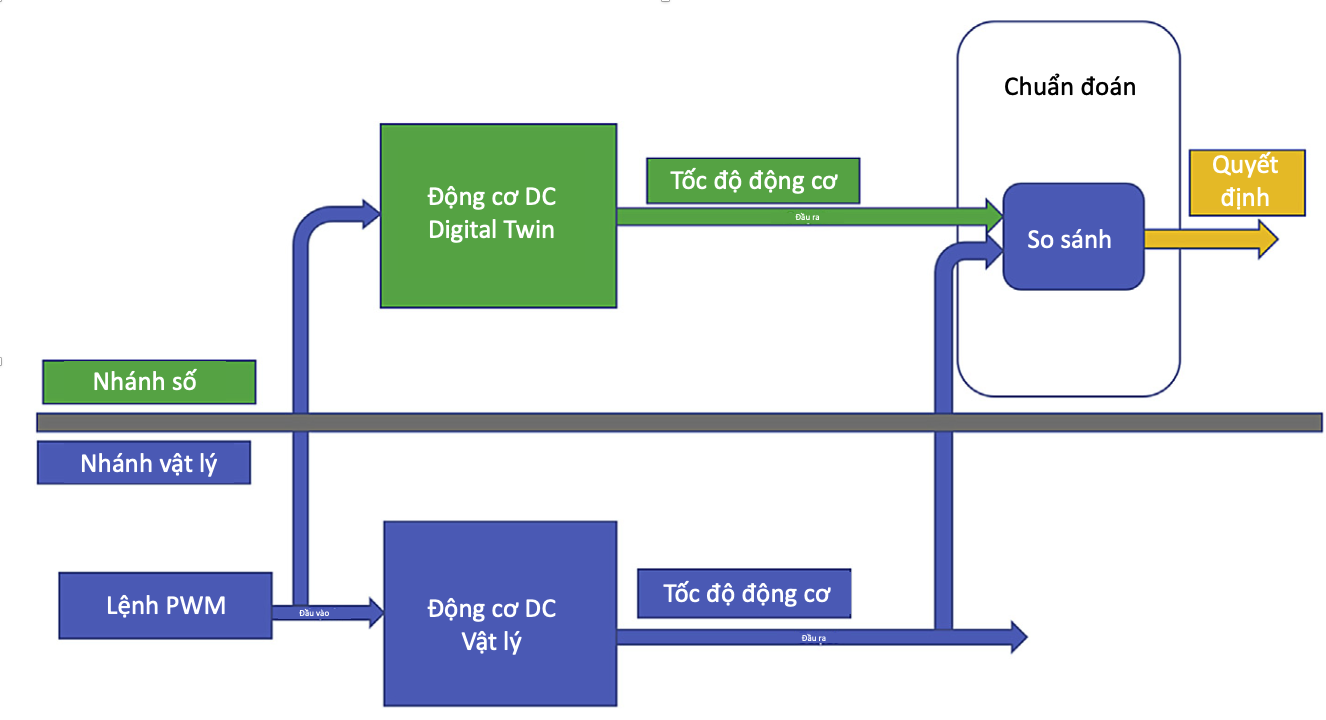 Chuẩn đoán
Quyết
định
Tốc độ động cơ
Động cơ DC
Digital Twin
Đầu ra
So sánh
Nhánh số
Nhánh vật lý
Lệnh PWM
Đầu vào
Động cơ DC
Vật lý
Tốc độ động cơ
Đầu ra